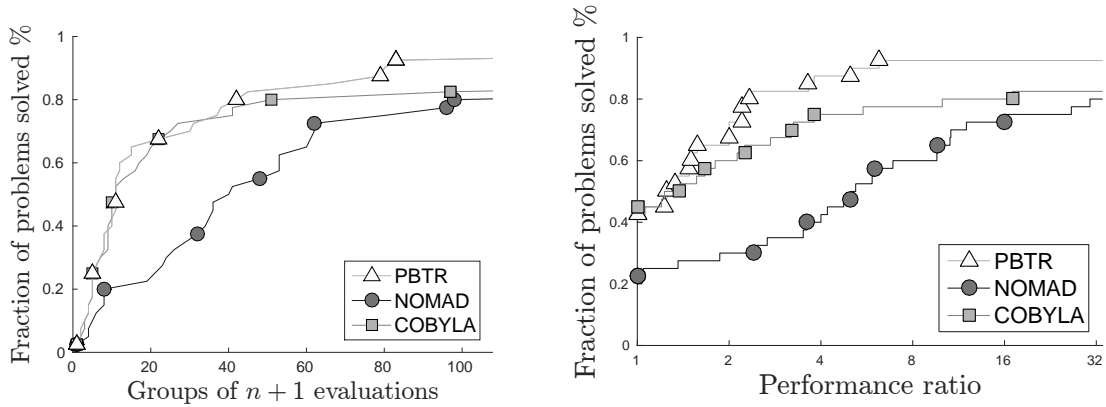 Fraction of problems solved %
1
0.8
0.6
0.4
0.2
0
0 20 40 60 80 100
Groups of n + 1 evaluations
PBTR
NOMAD
COBYLA
Fraction of problems solved %
1
0.8
0.6
0.4
0.2
0
1 2 4 8 16 32
Performance ratio
PBTR
NOMAD
COBYLA